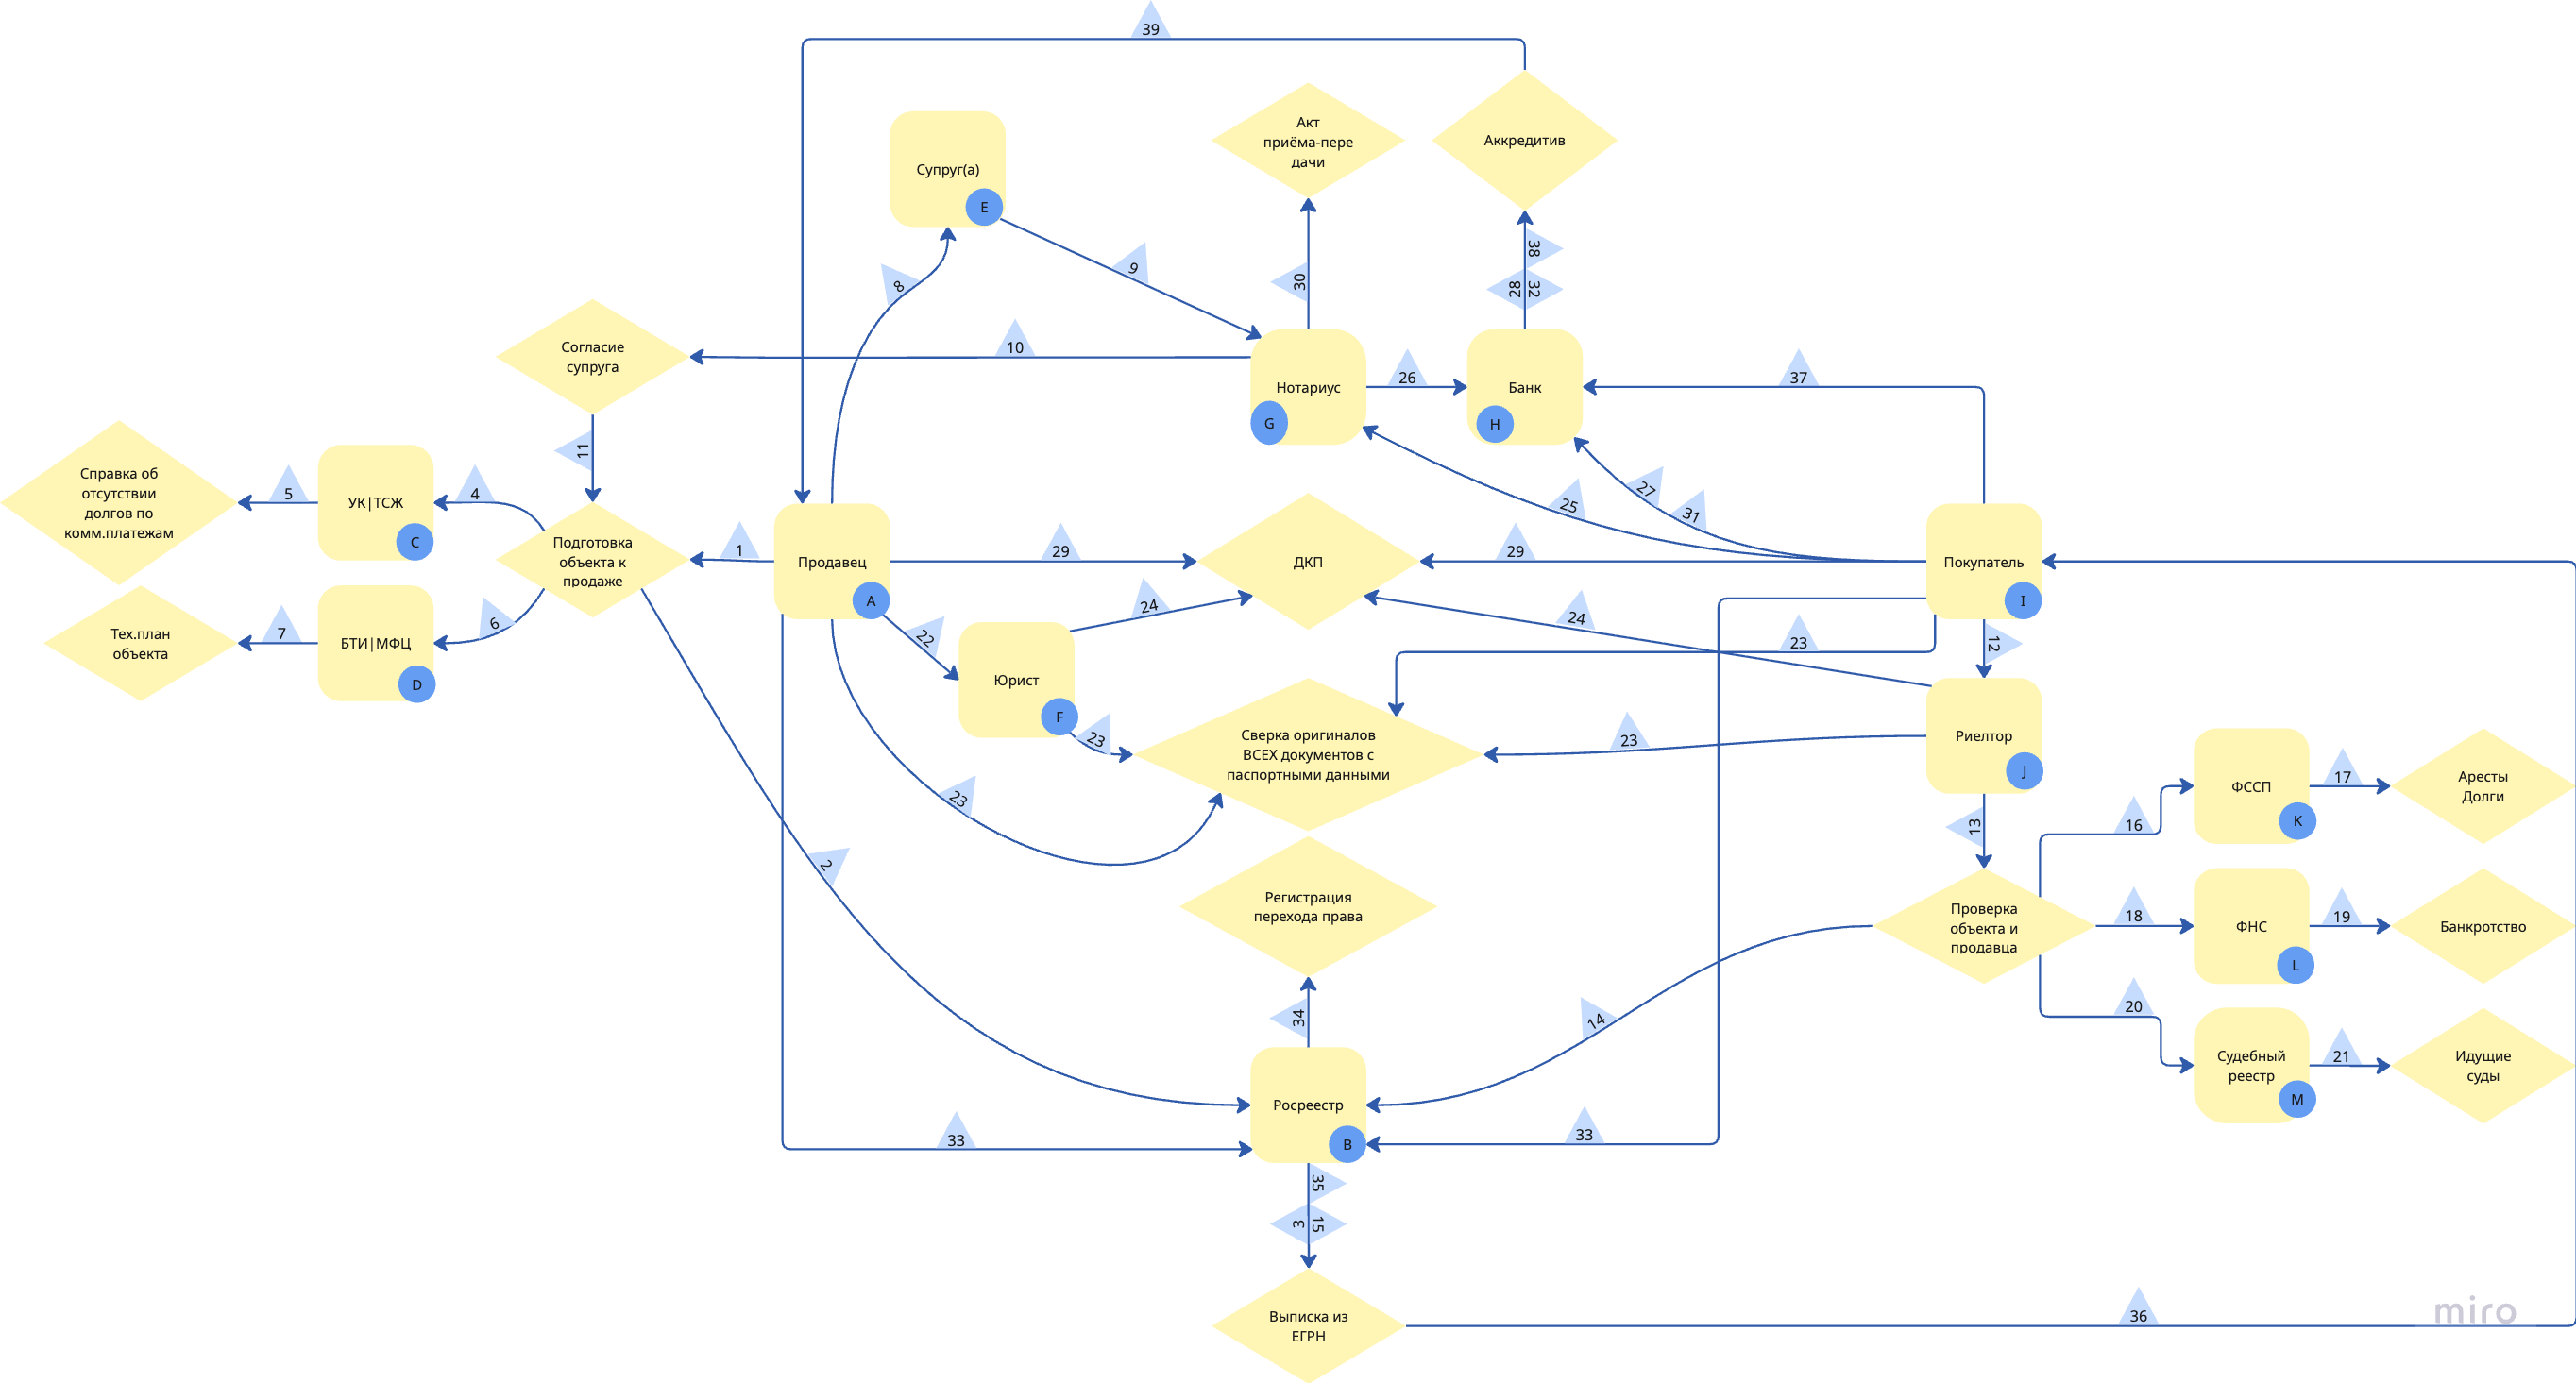 39
Акт
приёма-пере
дачи
Аккредитив
Супруг(а)
E
38
9
8
30
28
32
10
Согласие
супруга
Нотариус
G
26
Банк
H
37
11
Справка об
отсутствии
долгов по
комм.платежам
5
УК|ТСЖ
C
4
27
25
31
Подготовка
объекта к
продаже
1
Продавец
A
29
ДКП
29
Покупатель
I
Тех.план
объекта
7
БТИ|МФЦ
D
6
24
24
22
23
12
Юрист
F
23
Сверка оригиналов
ВСЕХ документов с
паспортными данными
23
Риелтор
J
23
13
ФССП
K
17
Аресты
Долги
16
2
Регистрация
перехода права
Проверка
объекта и
продавца
18
ФНС
L
19
Банкротство
34
14
20
Судебный
реестр
M
21
Идущие
суды
Росреестр
B
33
33
35
3
15
Выписка из
ЕГРН
36
miro